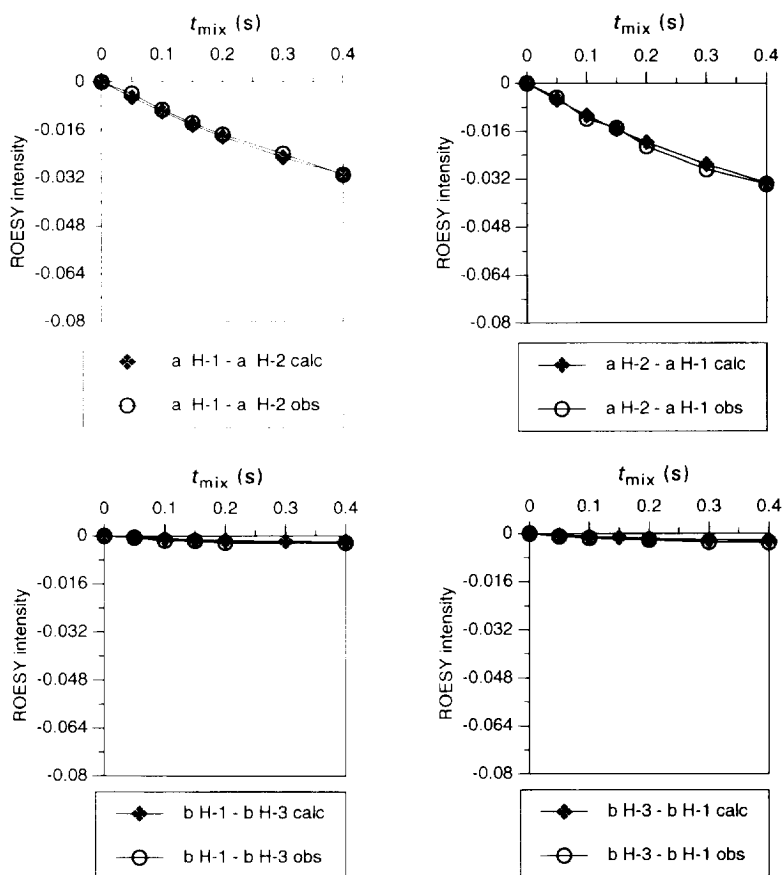 t mix (s)
0 0.1 0.2 0.3 0.4
0
-0.016
-0.032
-0.048
-0.064
-0.08
ROESY intensity
a H-1 - a H-2 calc
a H-1 - a H-2 obs
t mix (s)
0 0.1 0.2 0.3 0.4
0
-0.016
-0.032
-0.048
-0.064
-0.08
ROESY intensity
a H-2 - a H-1 calc
a H-2 - a H-1 obs
t mix (s)
0 0.1 0.2 0.3 0.4
0
-0.016
-0.032
-0.048
-0.064
-0.08
ROESY intensity
b H-1 - b H-3 calc
b H-1 - b H-3 obs
t mix (s)
0 0.1 0.2 0.3 0.4
0
-0.016
-0.032
-0.048
-0.064
-0.08
ROESY intensity
b H-3 - b H-1 calc
b H-3 - b H-1 obs